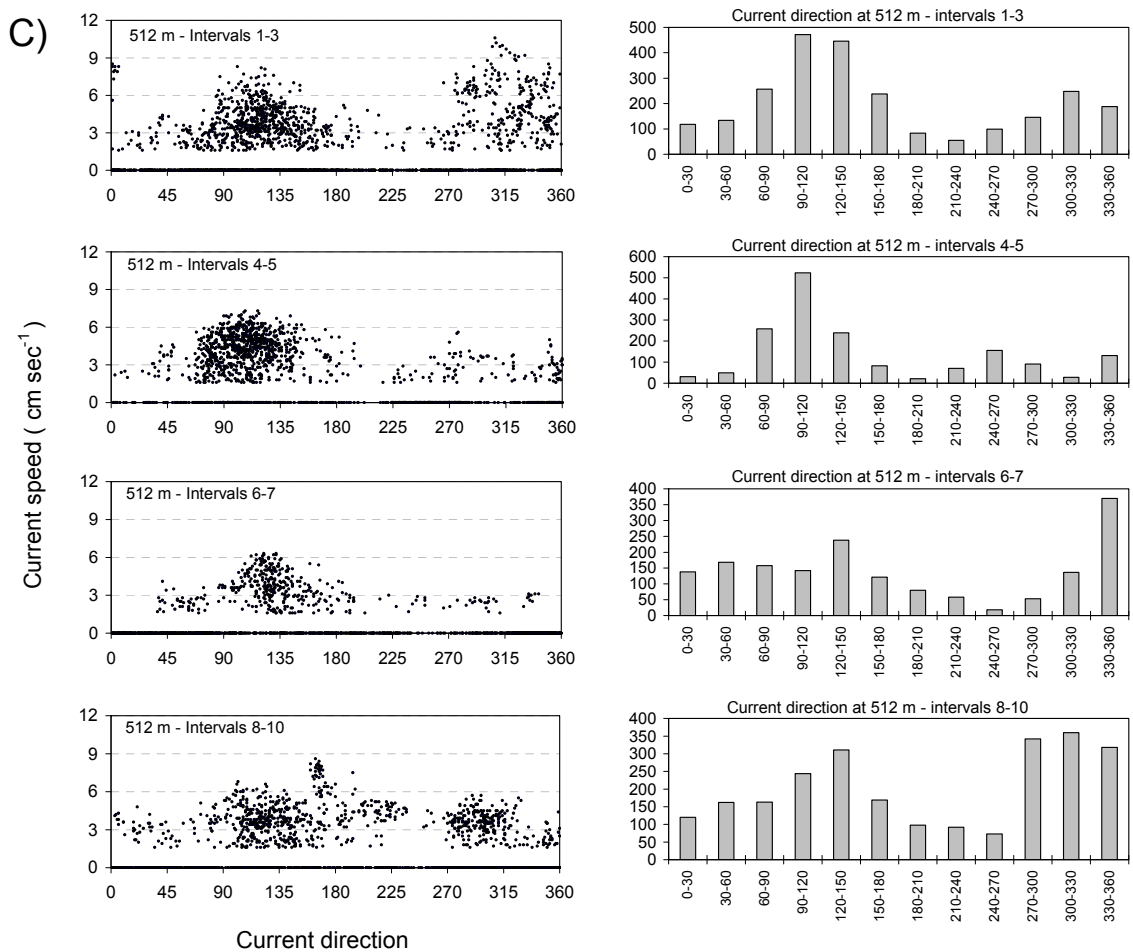 C)
Current speed ( cm sec⁻¹)
512 m - Intervals 1-3
12
9
6
3
0
0 45 90 135 180 225 270 315 360
Current direction at 512 m - intervals 1-3
500
400
300
200
100
0
0-30 30-60 60-90 90-120 120-150 150-180 180-210 210-240 240-270 270-300 300-330 330-360
512 m - Intervals 4-5
12
9
6
3
0
0 45 90 135 180 225 270 315 360
Current direction at 512 m - intervals 4-5
600
500
400
300
200
100
0
0-30 30-60 60-90 90-120 120-150 150-180 180-210 210-240 240-270 270-300 300-330 330-360
512 m - Intervals 6-7
12
9
6
3
0
0 45 90 135 180 225 270 315 360
Current direction at 512 m - intervals 6-7
400
350
300
250
200
150
100
50
0
0-30 30-60 60-90 90-120 120-150 150-180 180-210 210-240 240-270 270-300 300-330 330-360
512 m - Intervals 8-10
12
9
6
3
0
0 45 90 135 180 225 270 315 360
Current direction
Current direction at 512 m - intervals 8-10
400
350
300
250
200
150
100
50
0
0-30 30-60 60-90 90-120 120-150 150-180 180-210 210-240 240-270 270-300 300-330 330-360